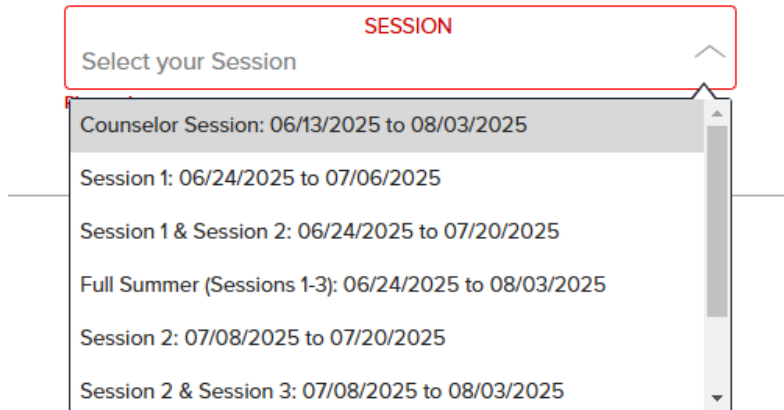 SESSION
Select your Session
Counselor Session: 06/13/2025 to 08/03/2025
Session 1: 06/24/2025 to 07/06/2025
Session 1 & Session 2: 06/24/2025 to 07/20/2025
Full Summer (Sessions 1-3): 06/24/2025 to 08/03/2025
Session 2: 07/08/2025 to 07/20/2025
Session 2 & Session 3: 07/08/2025 to 08/03/2025